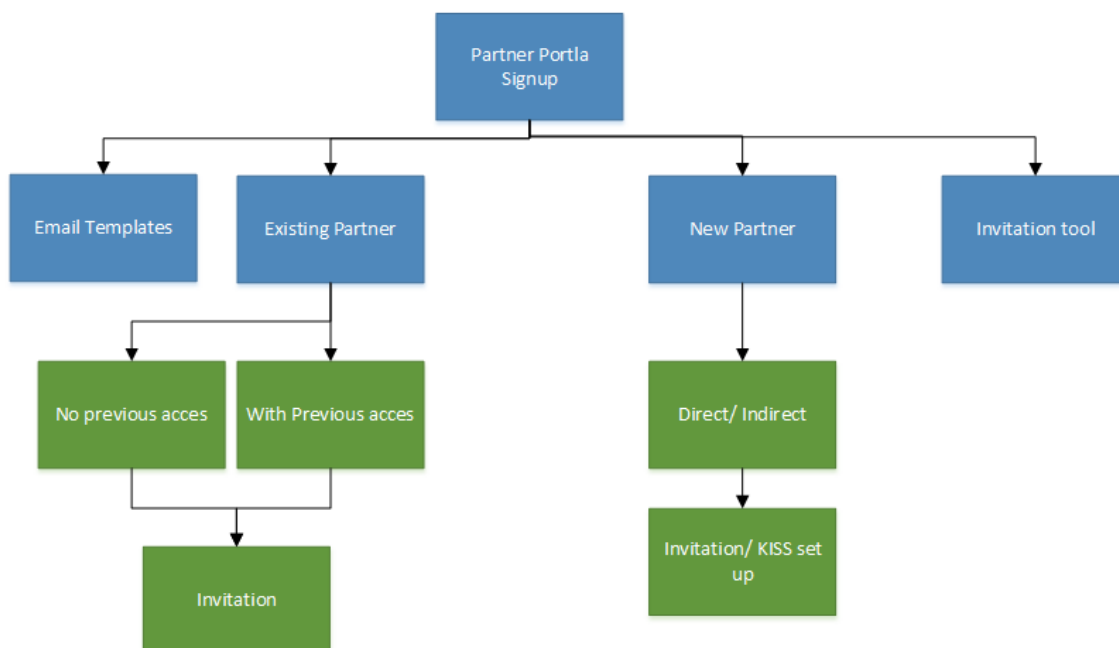 Partner Portla
Signup
Email Templates
Existing Partner
New Partner
Invitation tool
No previous acces
With Previous acces
Direct/ Indirect
Invitation/ KISS set
up
Invitation